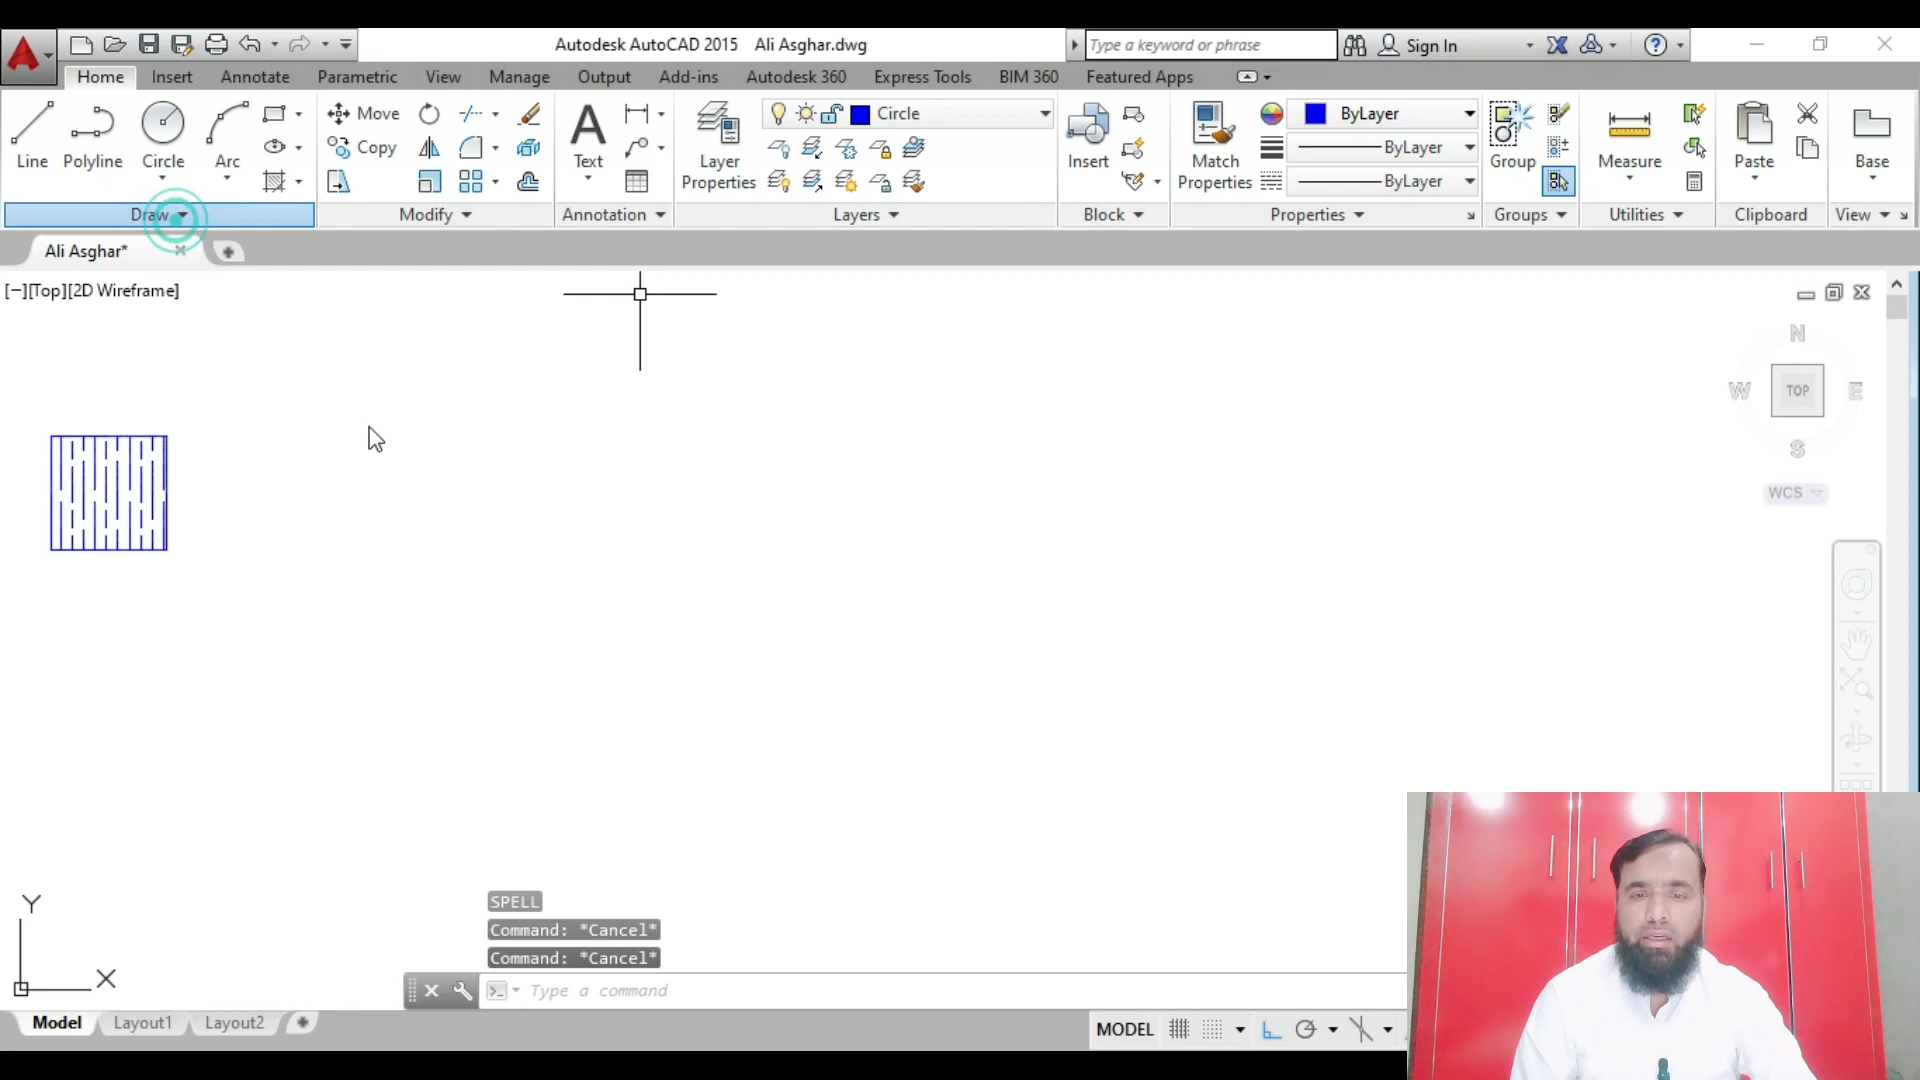 Autodesk AutoCAD 2015 Ali Asghar.dwg
Type a keyword or phrase
Sign In
Home Insert Annotate Parametric View Manage Output Add-ins Autodesk 360 Express Tools BIM 360 Featured Apps
Line Polyline Circle Arc
Move
Copy
Text
Layer Properties
Circle
Insert
Match Properties
ByLayer
ByLayer
ByLayer
Group
Measure
Paste
Base
Draw Modify Annotation Layers Block Properties Groups Utilities Clipboard View
Ali Asghar*
[−][Top][2D Wireframe]
N
W TOP E
S
WCS
Y
X
SPELL
Command: *Cancel*
Command: *Cancel*
Type a command
Model Layout1 Layout2
MODEL